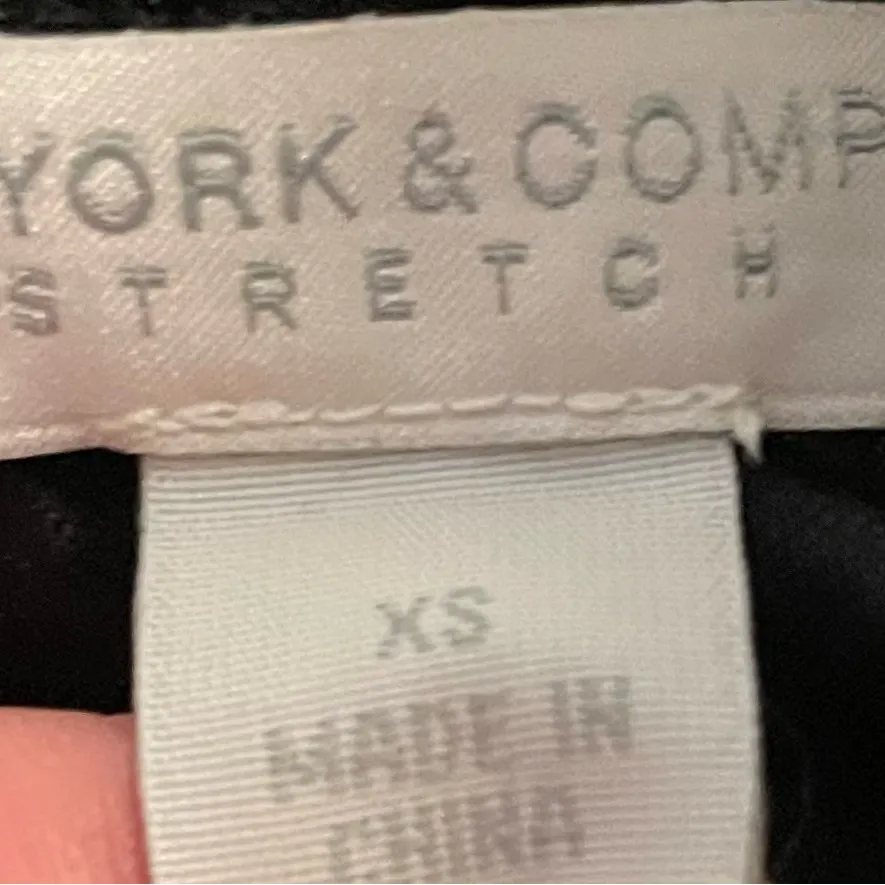 YORK & COMP
STRETCH
XS
MADE IN
CHINA